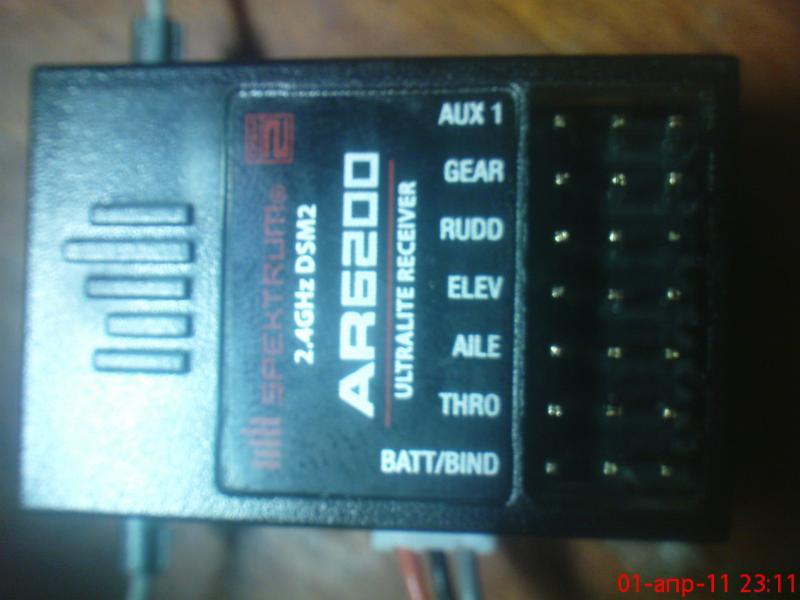 SPEKTRUM
2.4GHz DSM2
AR6200
ULTRALITE RECEIVER
AUX 1
GEAR
RUDD
ELEV
AILE
THRO
BATT/BIND
01-апр-11 23:11